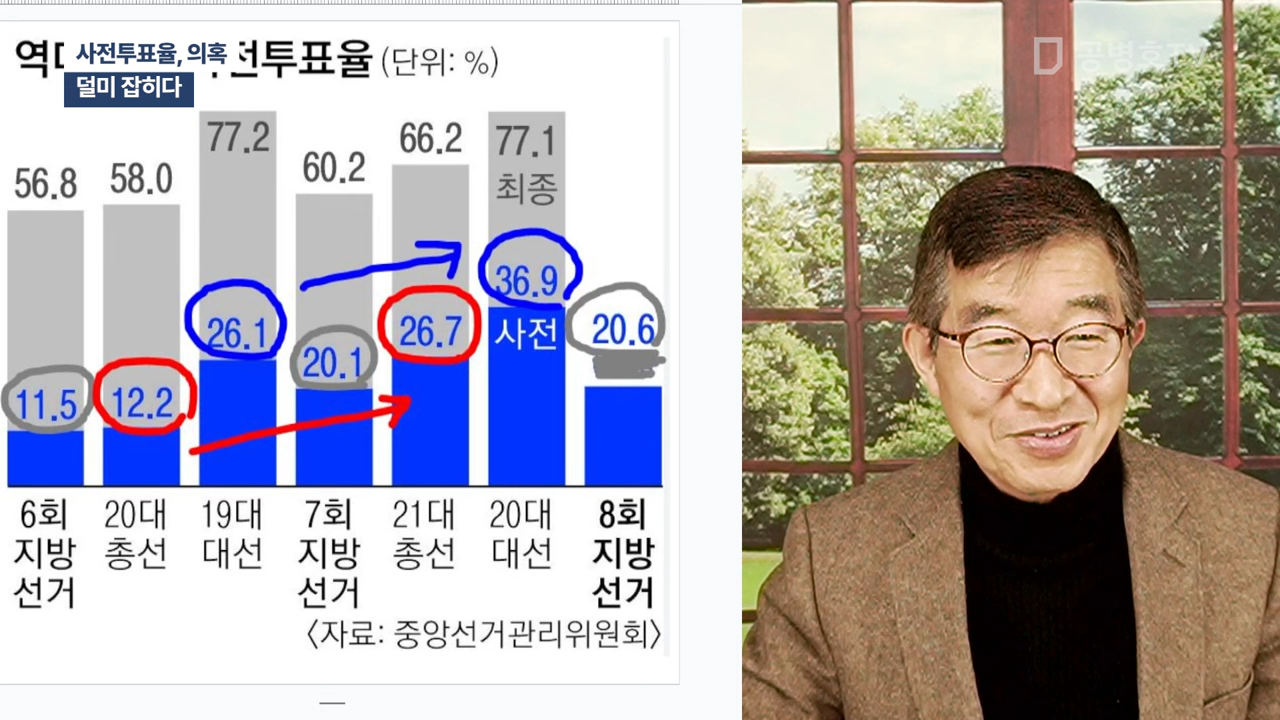 사전투표율, 의혹
덜미 잡히다
전투표율 (단위: %)
공병호TV
56.8
58.0
77.2
60.2
66.2
77.1
최종
11.5
12.2
26.1
20.1
26.7
36.9
사전
20.6
6회 지방 선거
20대 총선
19대 대선
7회 지방 선거
21대 총선
20대 대선
8회 지방 선거
〈자료: 중앙선거관리위원회〉